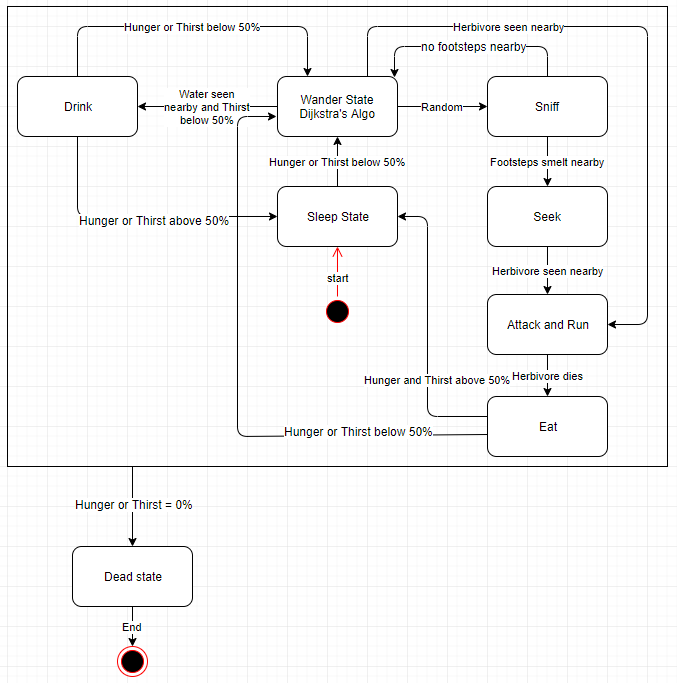 Hunger or Thirst below 50%
Herbivore seen nearby
no footsteps nearby
Drink
Water seen
nearby and Thirst
below 50%
Wander State
Dijkstra's Algo
Random
Sniff
Hunger or Thirst below 50%
Footsteps smelt nearby
Hunger or Thirst above 50%
Sleep State
Seek
start
Herbivore seen nearby
Attack and Run
Hunger and Thirst above 50%
Herbivore dies
Hunger or Thirst below 50%
Eat
Hunger or Thirst = 0%
Dead state
End